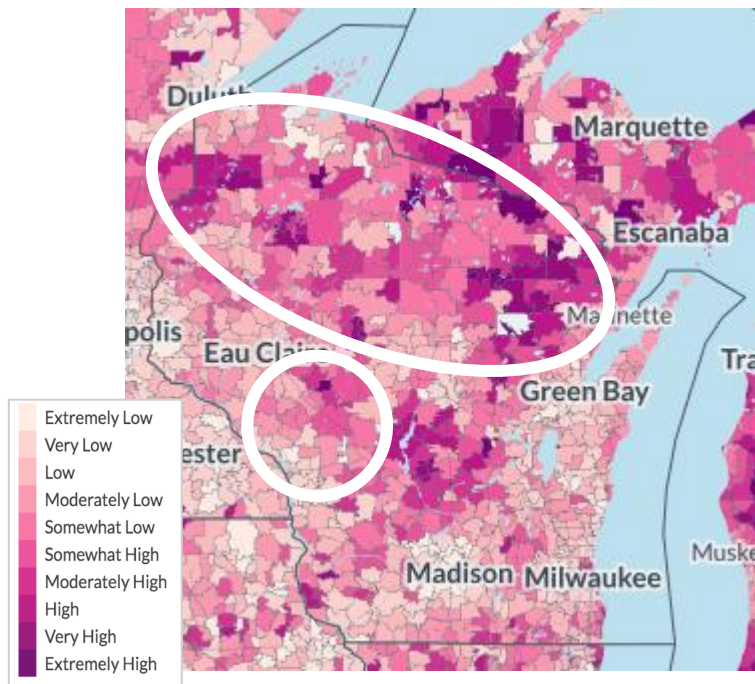 Duluth
Marquette
Escanaba
polis
Marinette
Eau Claire
Tra
Green Bay
Extremely Low
Very Low
Low
ester
Moderately Low
Somewhat Low
Somewhat High
Muske
Moderately High
Madison Milwaukee
High
Very High
Extremely High